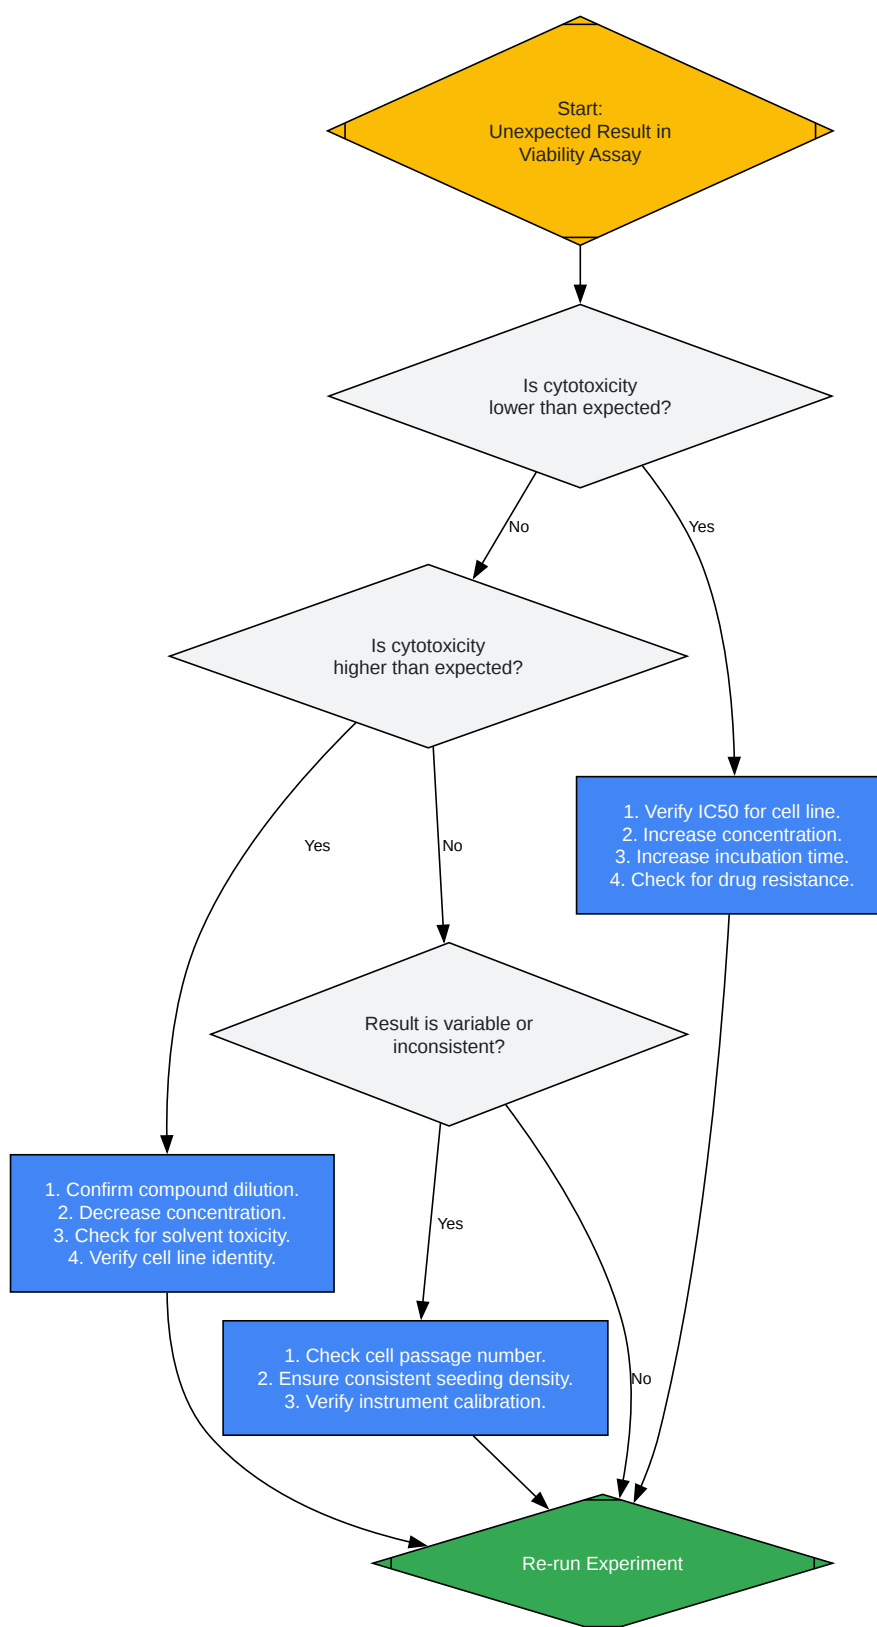 Start:
Unexpected Result in
Viability Assay
Is cytotoxicity
lower than expected?
No
Yes
Is cytotoxicity
higher than expected?
1. Verify IC50 for cell line.
2. Increase concentration.
3. Increase incubation time.
4. Check for drug resistance.
Yes
No
Result is variable or
inconsistent?
1. Confirm compound dilution.
2. Decrease concentration.
3. Check for solvent toxicity.
4. Verify cell line identity.
Yes
1. Check cell passage number.
2. Ensure consistent seeding density.
3. Verify instrument calibration.
No
Re-run Experiment